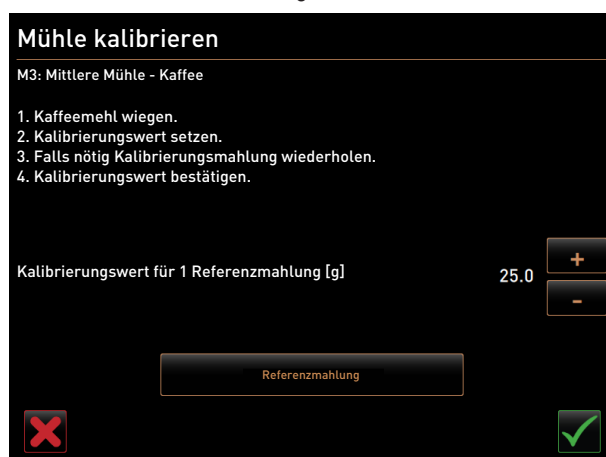 Mühle kalibrieren
M3: Mittlere Mühle - Kaffee
1. Kaffeemehl wiegen.
2. Kalibrierungswert setzen.
3. Falls nötig Kalibrierungsmahlung wiederholen.
4. Kalibrierungswert bestätigen.
+
Kalibrierungswert für 1 Referenzmahlung [g] 25.0
-
Referenzmahlung